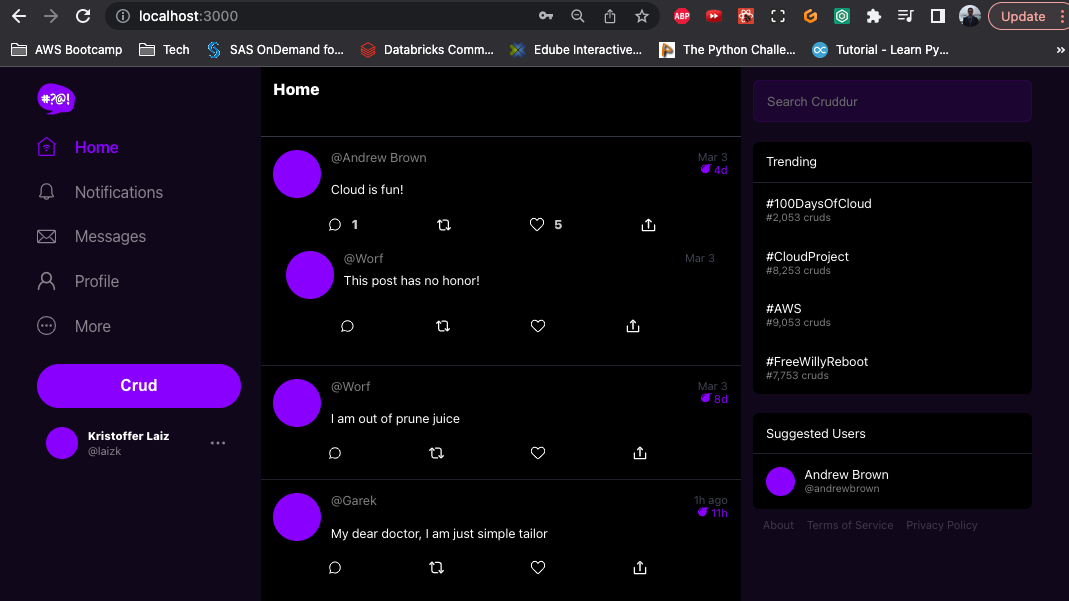 localhost:3000
ABP
Update
AWS Bootcamp
Tech
SAS OnDemand fo...
Databricks Comm...
Edube Interactive...
The Python Challe...
Tutorial - Learn Py...
»
#?@!
Home
Notifications
Messages
Profile
More
Crud
Kristoffer Laiz
@laizk
Home
@Andrew Brown
Mar 3
4d
Cloud is fun!
1
5
@Worf
Mar 3
This post has no honor!
@Worf
Mar 3
8d
I am out of prune juice
@Garek
1h ago
11h
My dear doctor, I am just simple tailor
Search Cruddur
Trending
#100DaysOfCloud
#2,053 cruds
#CloudProject
#8,253 cruds
#AWS
#9,053 cruds
#FreeWillyReboot
#7,753 cruds
Suggested Users
Andrew Brown
@andrewbrown
About Terms of Service Privacy Policy